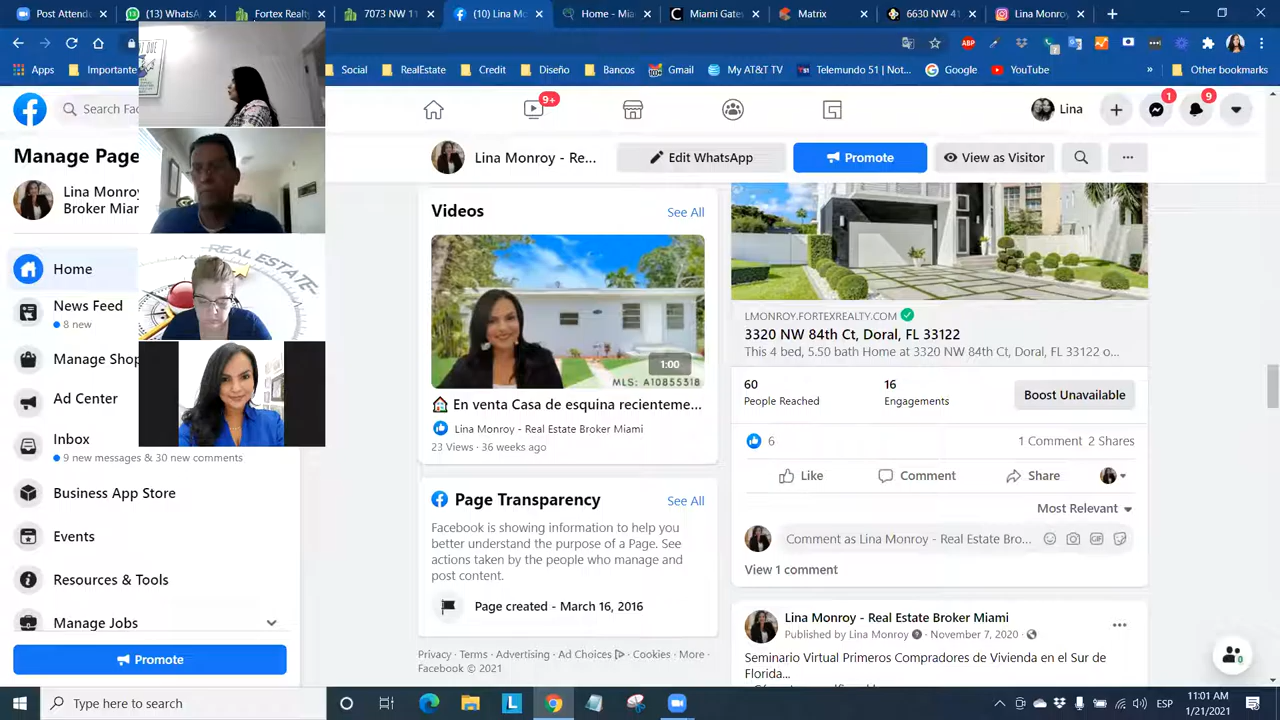 Post Adverti
(13) WhatsA
Fortex Realty
7073 NW 11
(10) Lina Mo
Home - Mia
Miami Gates
Matrix
6630 NW 4
Lina Monroy
Apps
Importante
Social
RealEstate
Credit
Diseño
Bancos
Gmail
My AT&T
Telemundo 51 | Not...
Google
YouTube
»
Other bookmarks
Search Fac
9+
Lina
1
9
Manage Page
Lina Monroy
Broker Miam
Home
News Feed
8 new
Manage Shop
Ad Center
Inbox
9 new messages & 30 new comments
Business App Store
Events
Resources & Tools
Manage Jobs
Promote
REAL ESTATE
Lina Monroy - Re...
Edit WhatsApp
Promote
View as Visitor
Videos
See All
1:00
MLS: A10855318
En venta Casa de esquina recienteme...
Lina Monroy - Real Estate Broker Miami
23 Views · 36 weeks ago
Page Transparency
See All
Facebook is showing information to help you
better understand the purpose of a Page. See
actions taken by the people who manage and
post content.
Page created - March 16, 2016
Privacy · Terms · Advertising · Ad Choices · Cookies · More ·
Facebook © 2021
LMONROY.FORTEXREALTY.COM
3320 NW 84th Ct, Doral, FL 33122
This 4 bed, 5.50 bath Home at 3320 NW 84th Ct, Doral, FL 33122 o...
60
People Reached
16
Engagements
Boost Unavailable
6
1 Comment 2 Shares
Like
Comment
Share
Most Relevant
Comment as Lina Monroy - Real Estate Bro...
GIF
View 1 comment
Lina Monroy - Real Estate Broker Miami
Published by Lina Monroy · November 7, 2020 ·
Seminario Virtual Primeros Compradores de Vivienda en el Sur de
Florida...
Type here to search
ESP
11:01 AM
1/21/2021